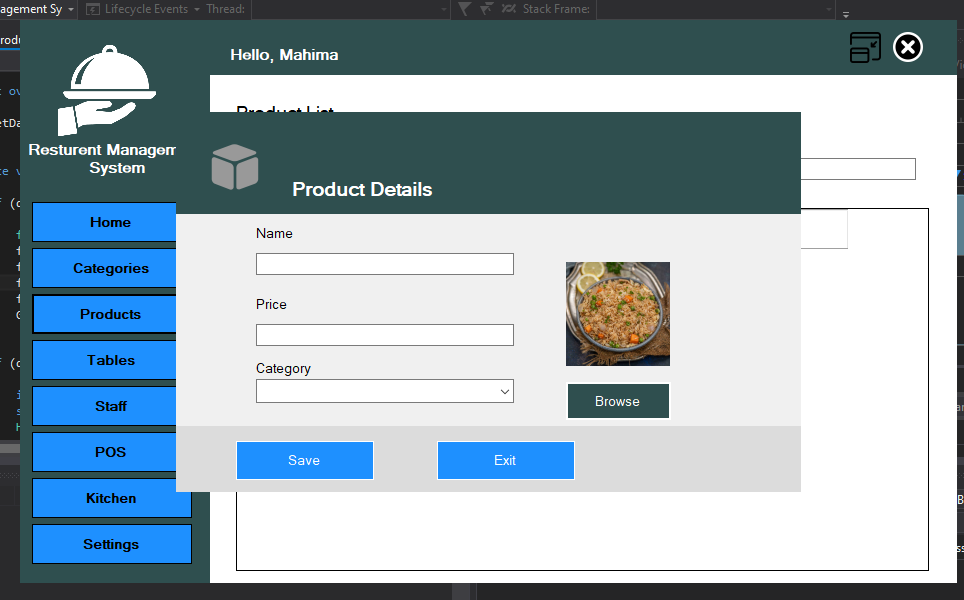 agement Sy
Lifecycle Events
Thread:
Stack Frame:
Hello, Mahima
Product List
Resturent Managem
System
Product Details
Home
Categories
Products
Tables
Staff
POS
Kitchen
Settings
Name
Price
Category
Browse
Save
Exit